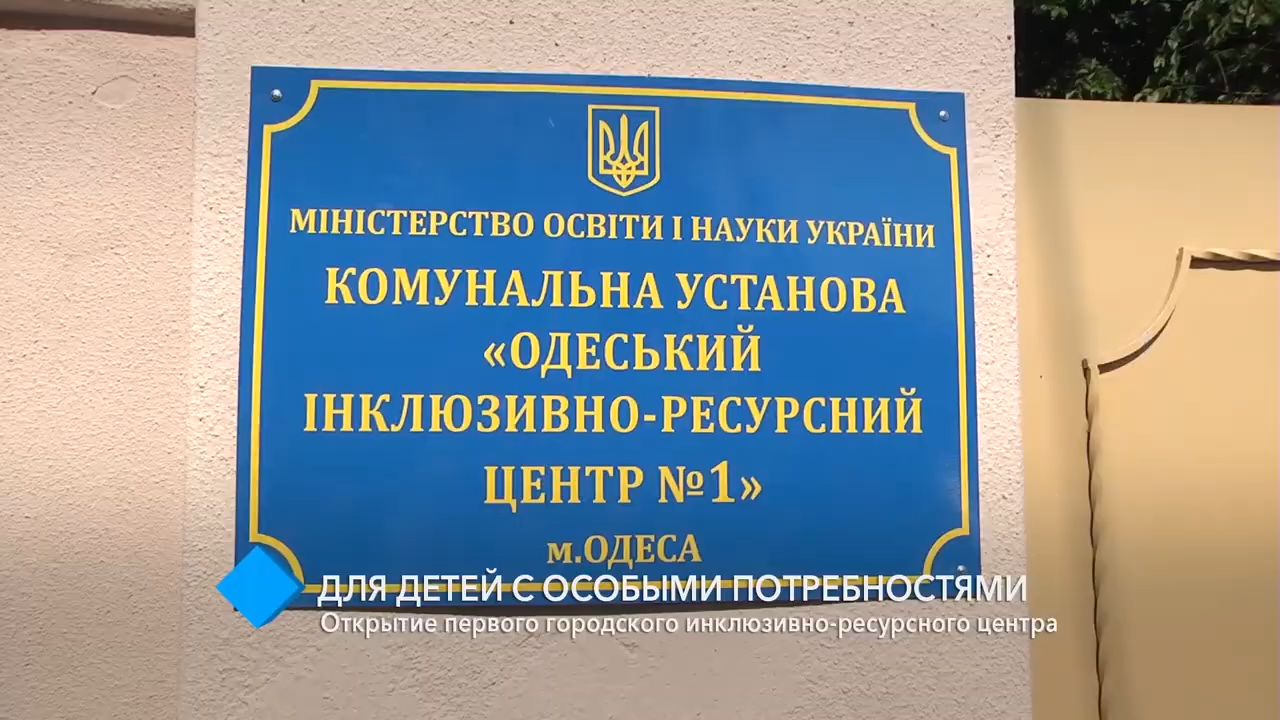 МІНІСТЕРСТВО ОСВІТИ І НАУКИ УКРАЇНИ
КОМУНАЛЬНА УСТАНОВА
«ОДЕСЬКИЙ
ІНКЛЮЗИВНО-РЕСУРСНИЙ
ЦЕНТР №1»
м.ОДЕСА
ДЛЯ ДЕТЕЙ С ОСОБЫМИ ПОТРЕБНОСТЯМИ
Открытие первого городского инклюзивно-ресурсного центра